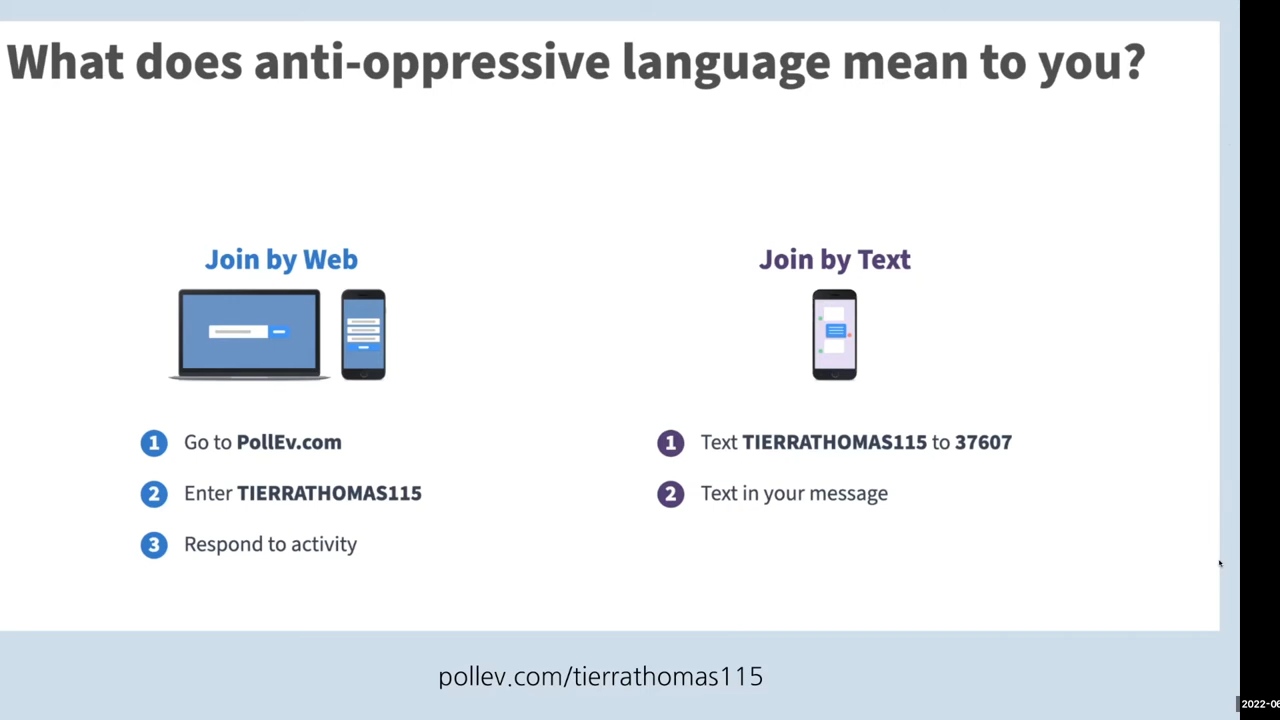 What does anti-oppressive language mean to you?
Join by Web
1 Go to PollEv.com
2 Enter TIERRATHOMAS115
3 Respond to activity
Join by Text
1 Text TIERRATHOMAS115 to 37607
2 Text in your message
pollev.com/tierrathomas115